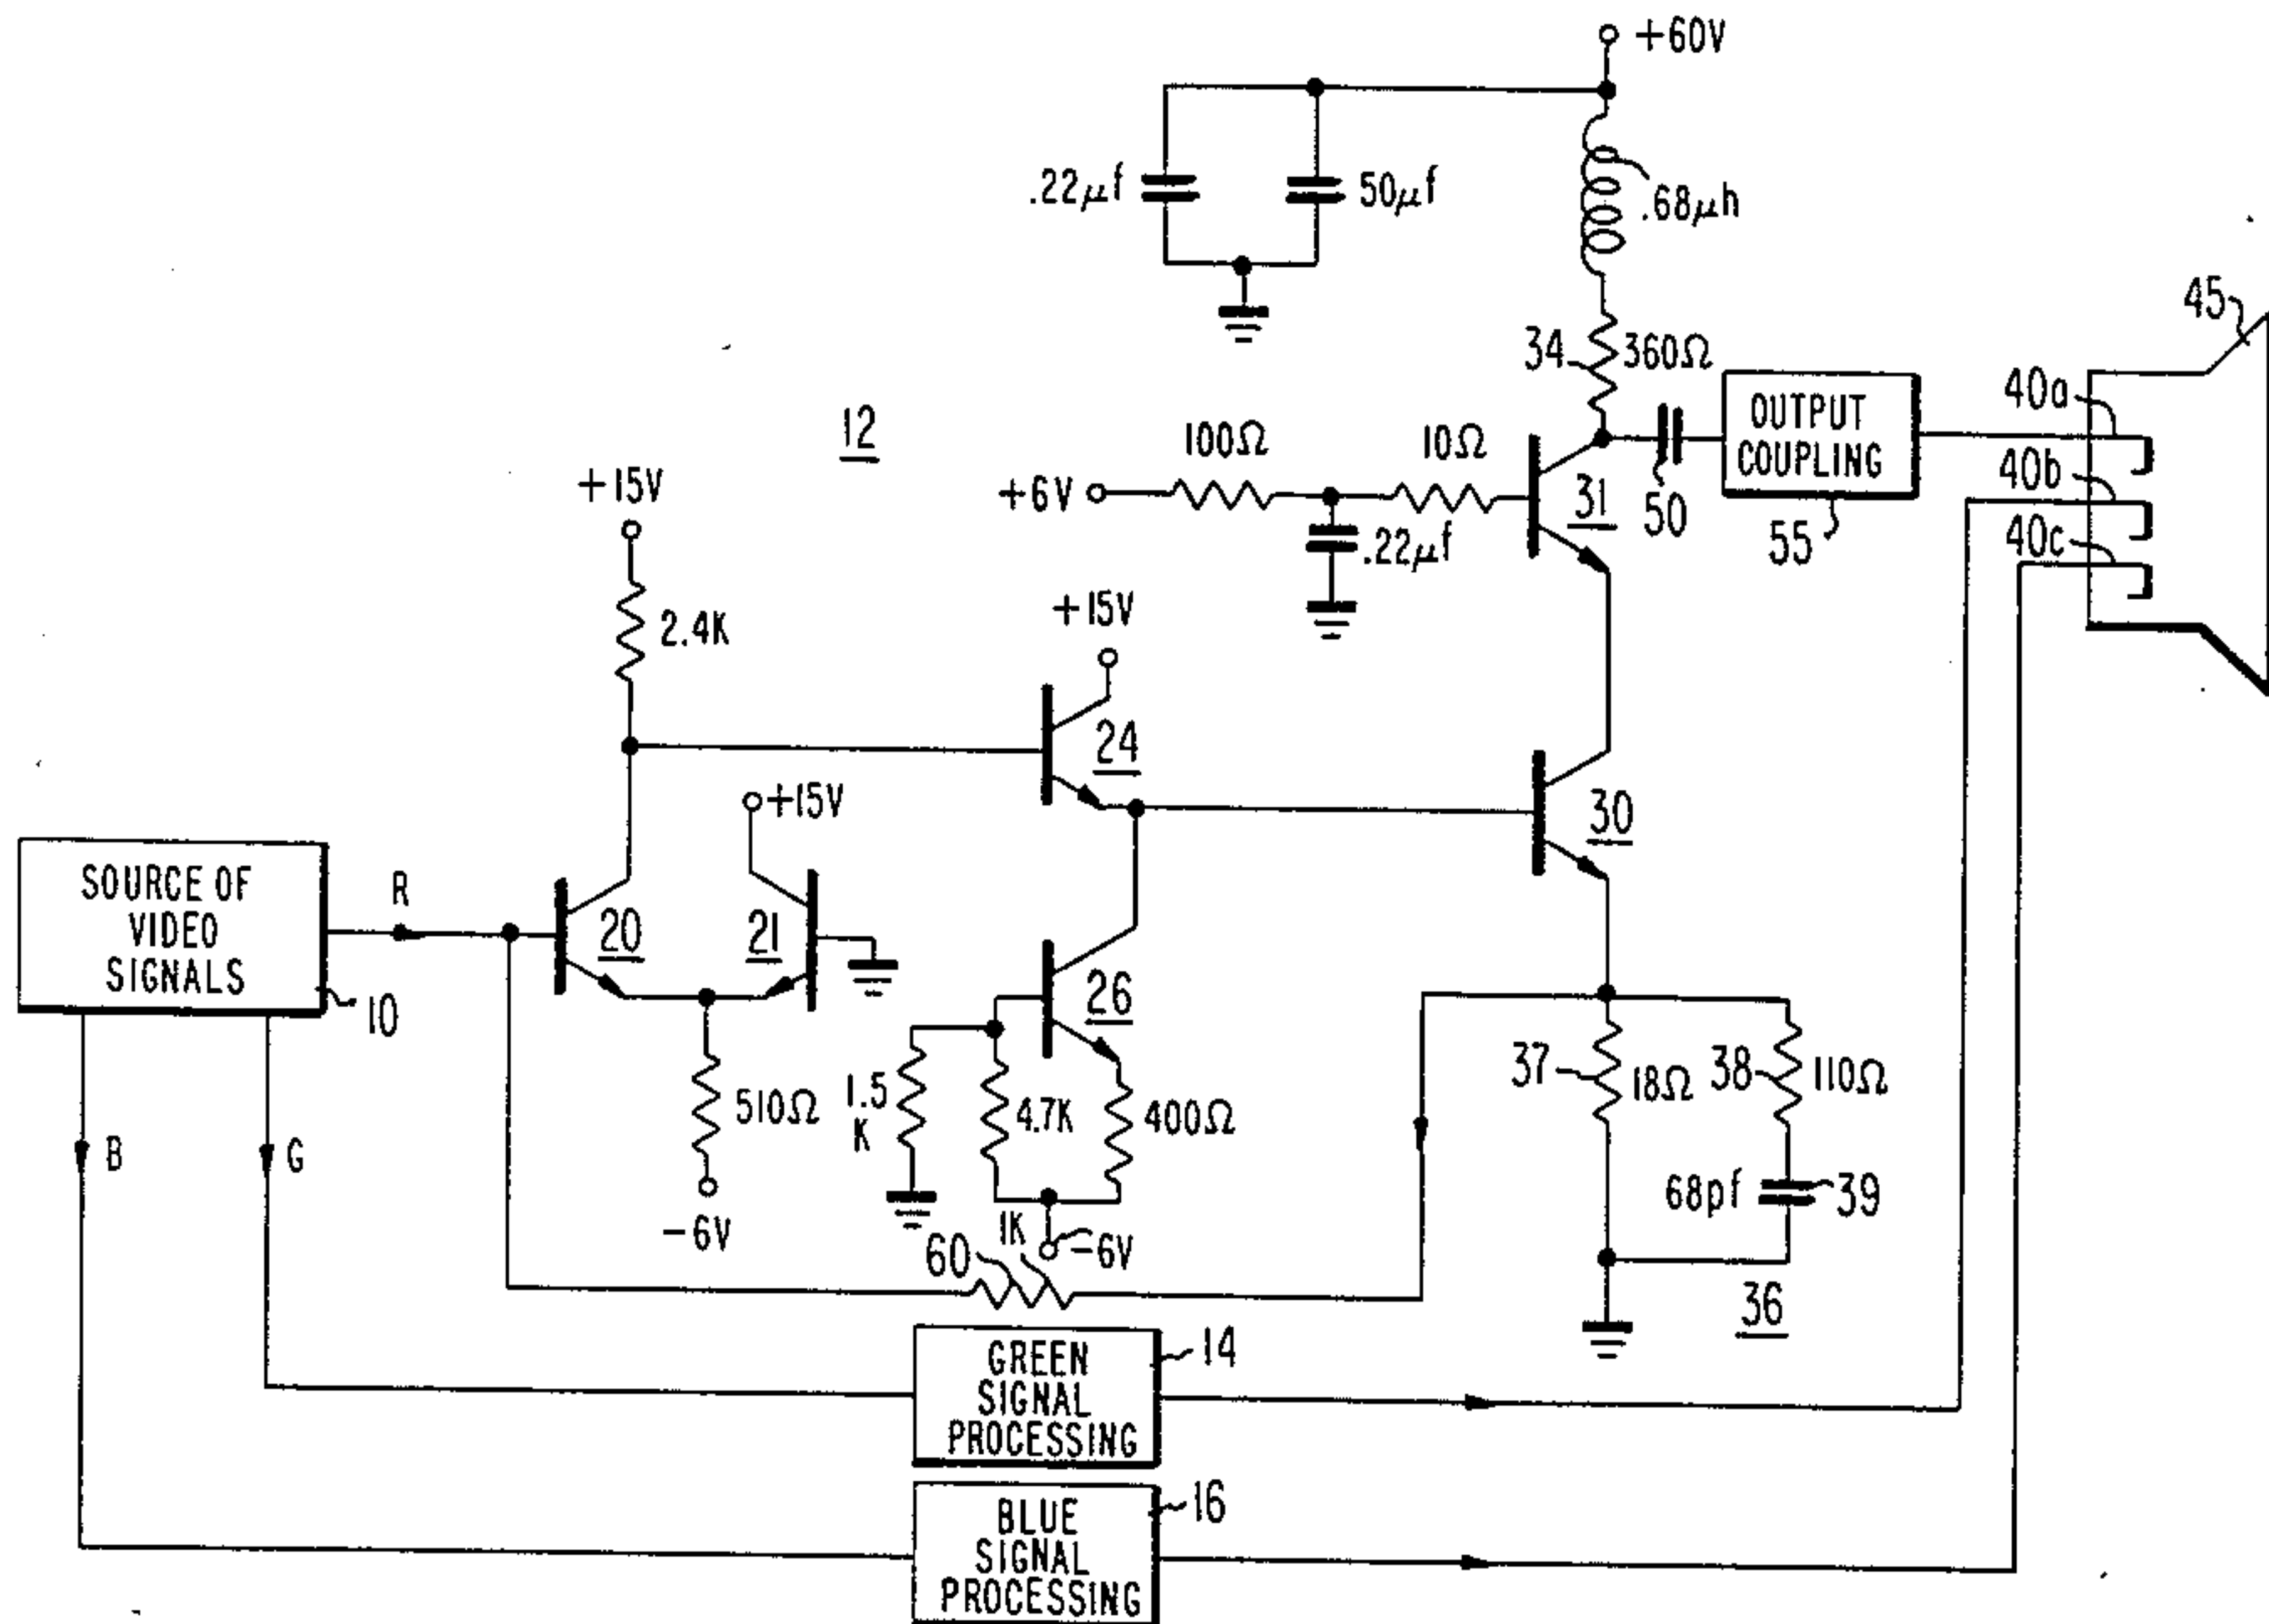 +60V
.22μf
50μf
.68μh
45
34
360Ω
40a
12
100Ω
10Ω
OUTPUT
COUPLING
40b
+15V
+6V
31
50
55
40c
.22μf
2.4K
+15V
24
+15V
30
SOURCE OF
VIDEO
SIGNALS
R
20
21
10
26
37
18Ω
38
110Ω
510Ω
1.5
K
4.7K
400Ω
B
G
68pf
39
-6V
1K
-6V
60
36
GREEN
SIGNAL
PROCESSING
14
BLUE
SIGNAL
PROCESSING
16